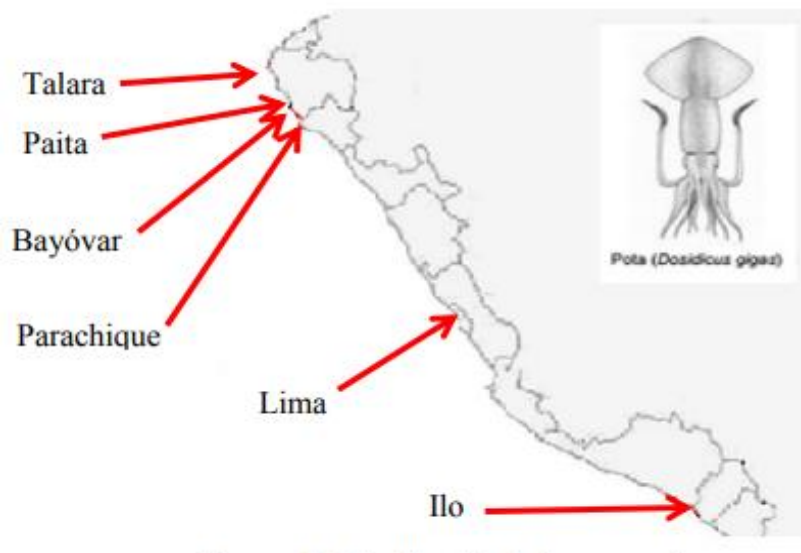 Talara
Paita
Bayóvar
Parachique
Lima
Ilo
Pota (Dosidicus gigas)